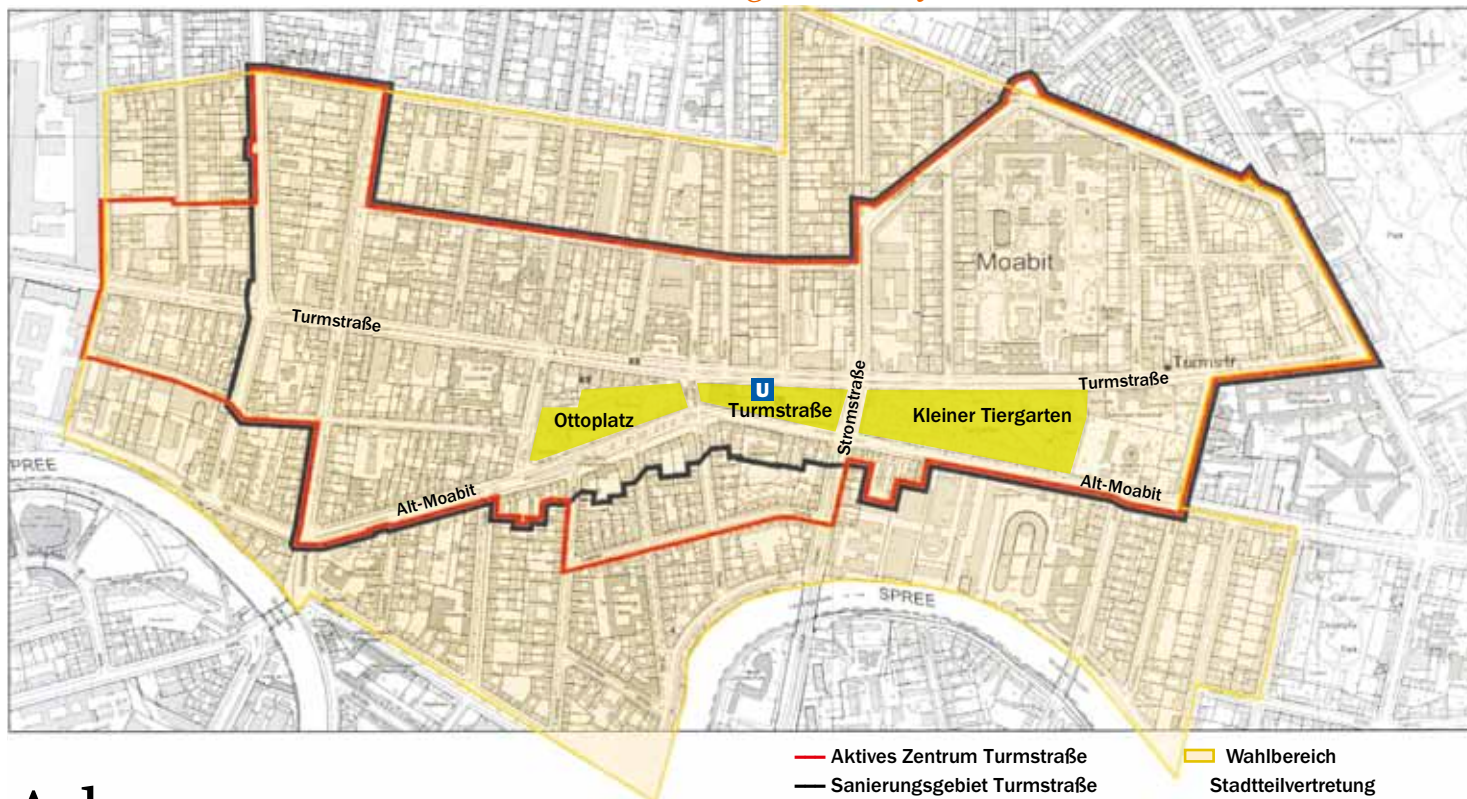 Moabit
Turmstraße
Turmstr
Turmstraße
U
Ottoplatz
Turmstraße
Stromstraße
Kleiner Tiergarten
SPREE
Alt-Moabit
Alt-Moabit
SPREE
Aktives Zentrum Turmstraße
Wahlbereich
Sanierungsgebiet Turmstraße
Stadtteilvertretung